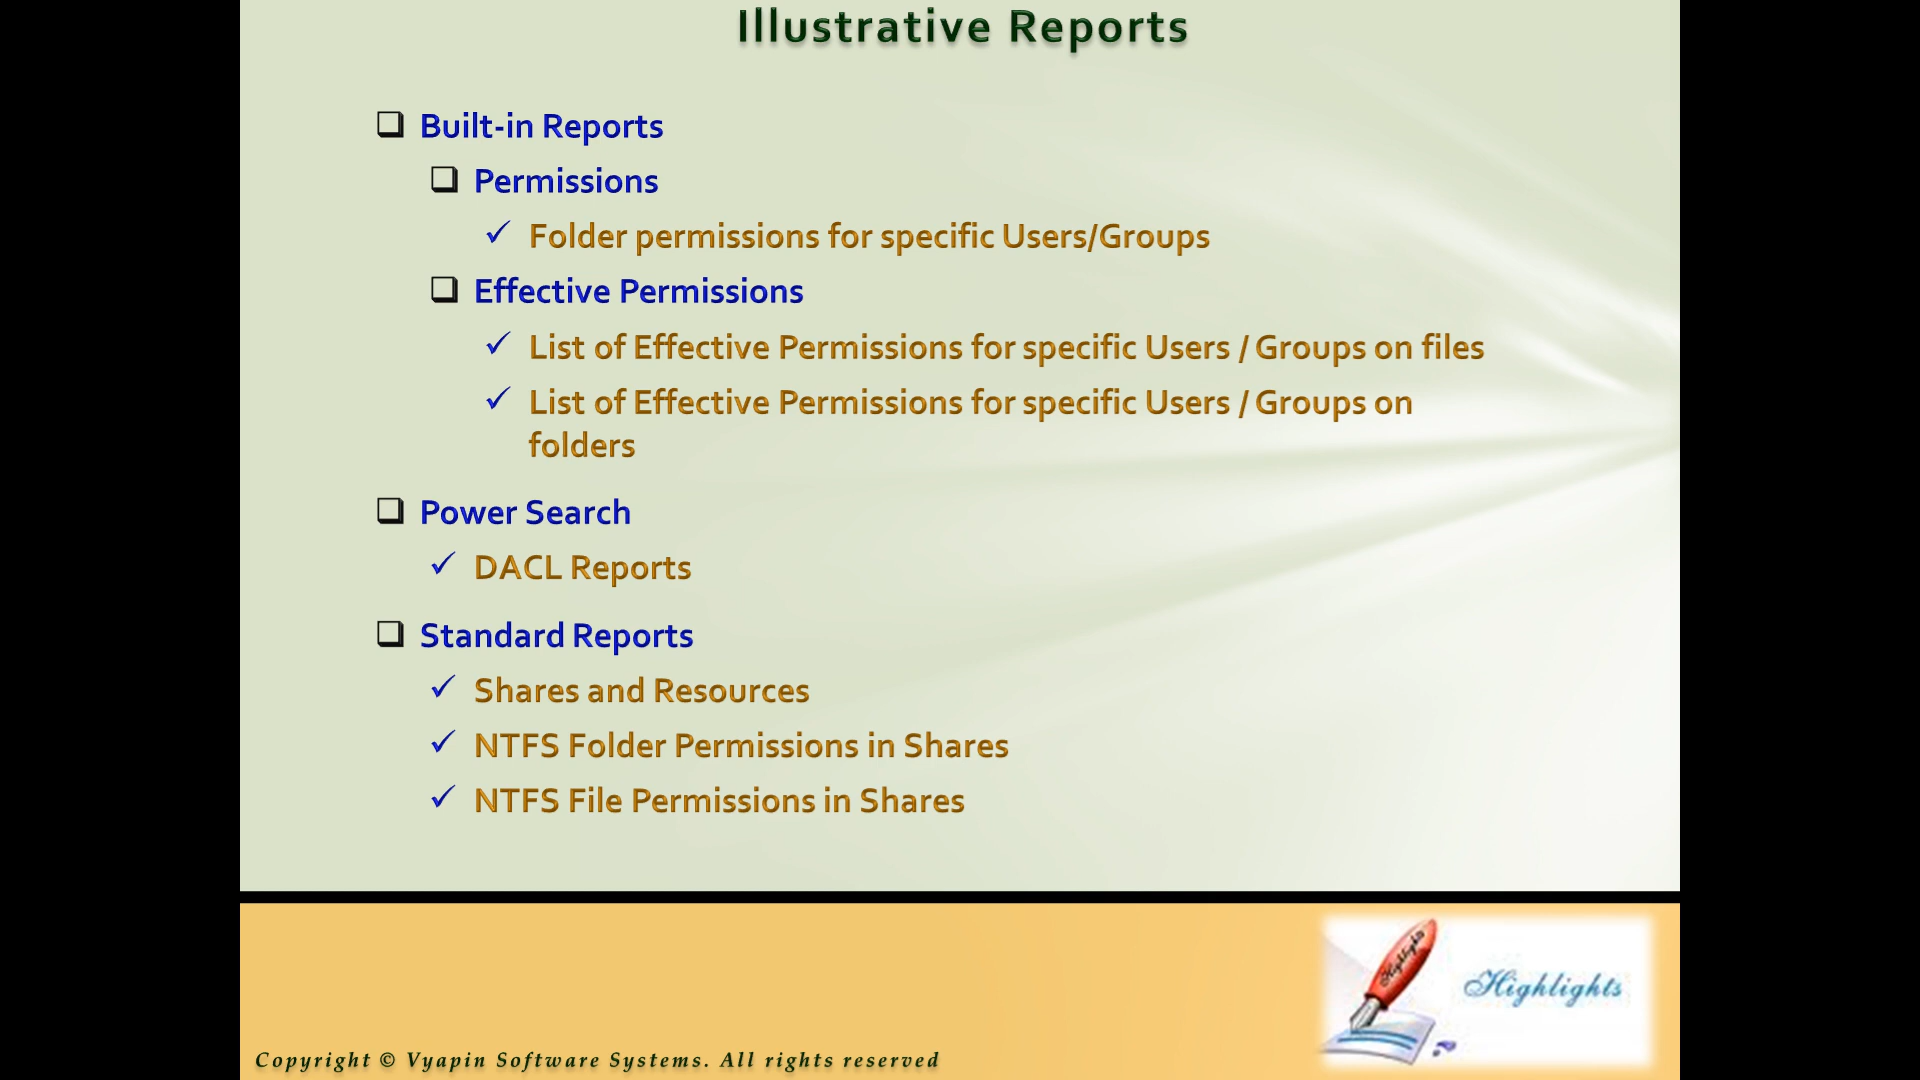 Illustrative Reports
Built-in Reports
Permissions
Folder permissions for specific Users/Groups
Effective Permissions
List of Effective Permissions for specific Users / Groups on files
List of Effective Permissions for specific Users / Groups on
folders
Power Search
DACL Reports
Standard Reports
Shares and Resources
NTFS Folder Permissions in Shares
NTFS File Permissions in Shares
Highlights
Highlights
Copyright © Vyapin Software Systems. All rights reserved